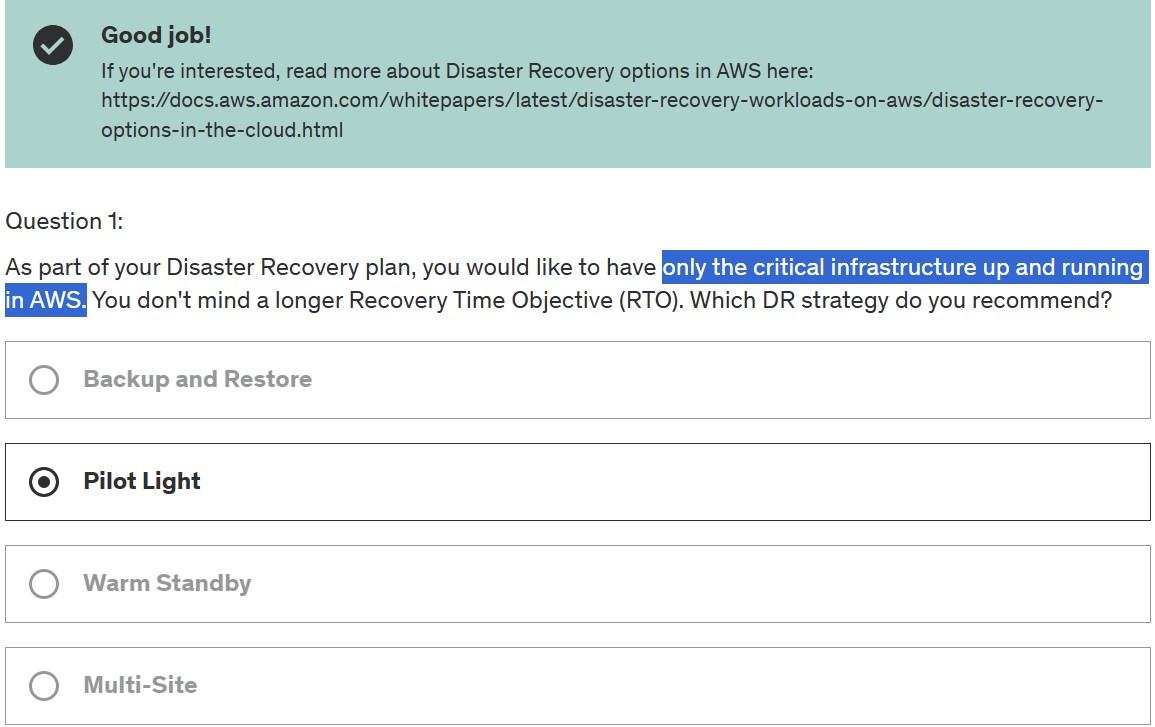 Good job!
If you're interested, read more about Disaster Recovery options in AWS here:
https://docs.aws.amazon.com/whitepapers/latest/disaster-recovery-workloads-on-aws/disaster-recovery-
options-in-the-cloud.html
Question 1:
As part of your Disaster Recovery plan, you would like to have only the critical infrastructure up and running
in AWS. You don't mind a longer Recovery Time Objective (RTO). Which DR strategy do you recommend?
Backup and Restore
Pilot Light
Warm Standby
Multi-Site